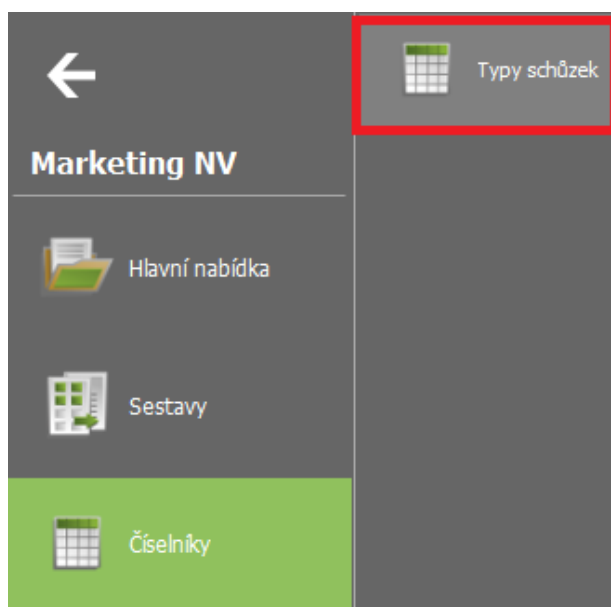 Marketing NV
Hlavní nabídka
Sestavy
Číselníky
Typy schůzek